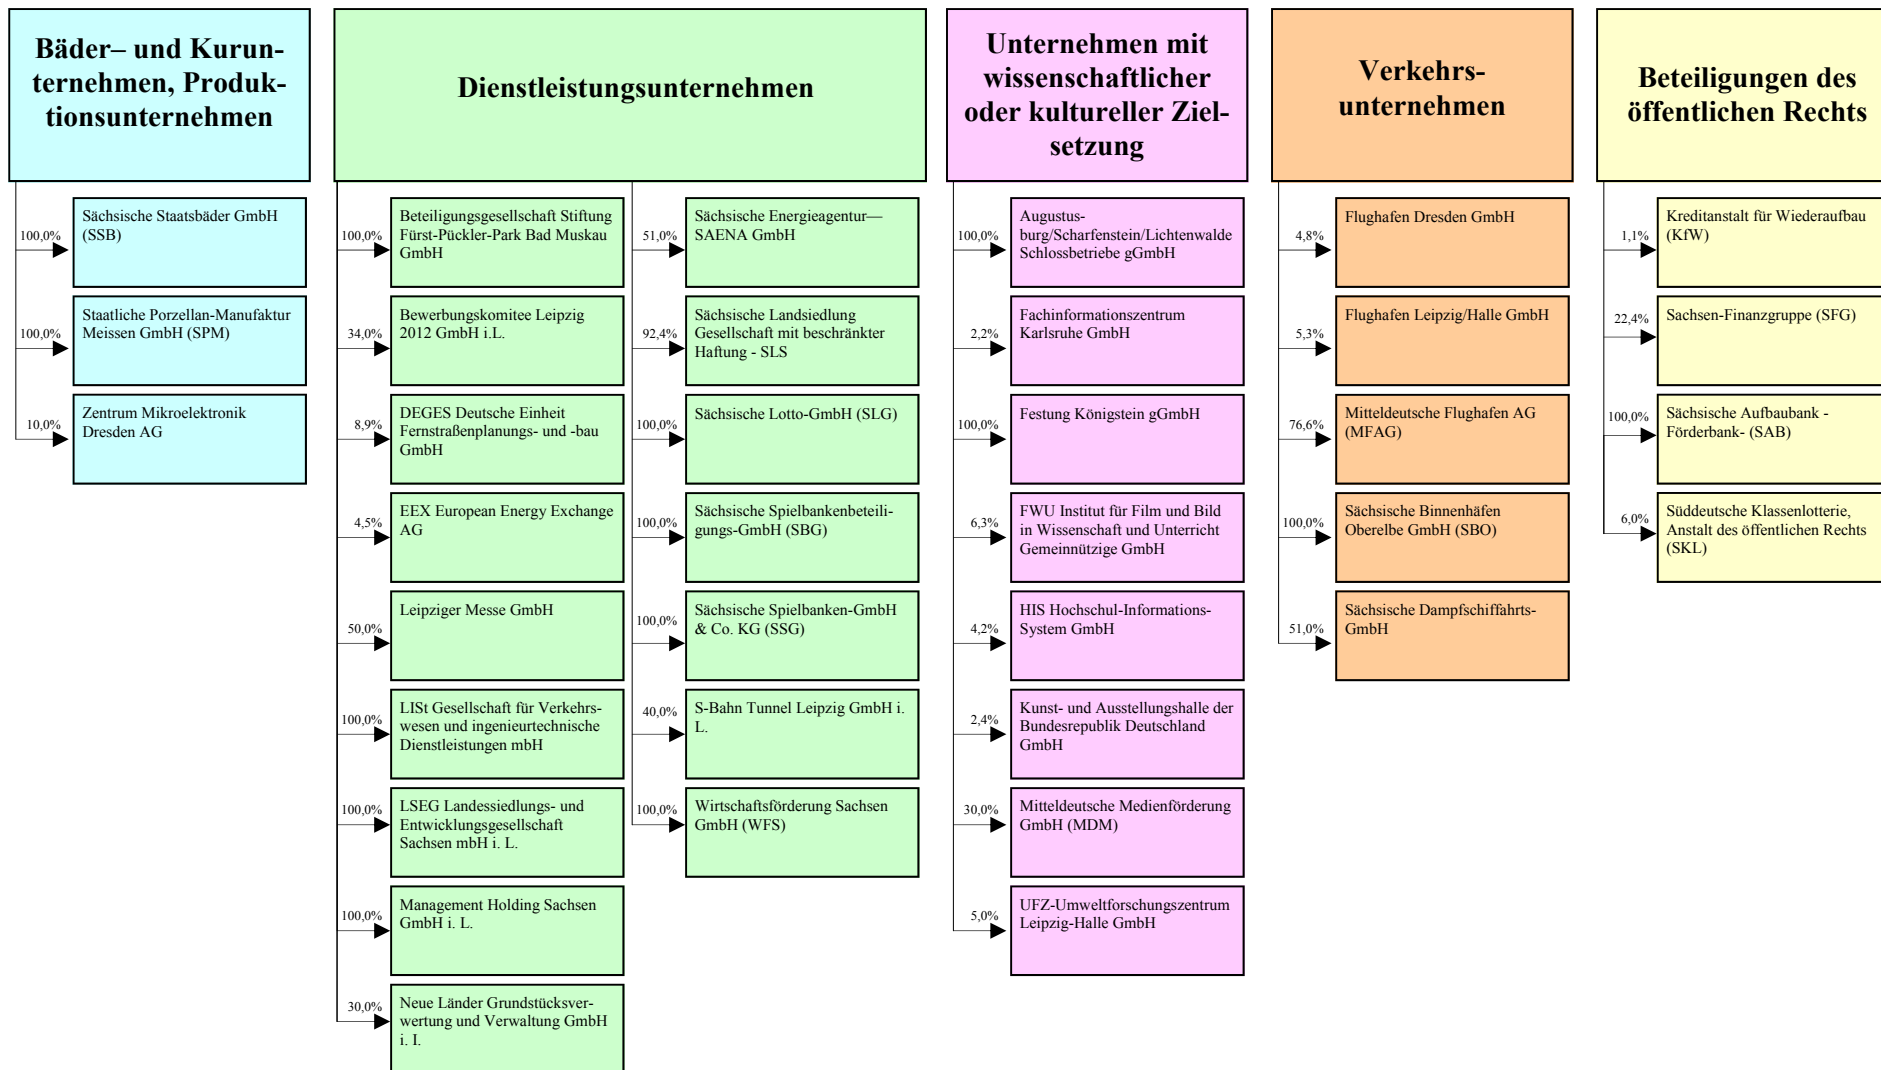 Bäder– und Kurun-
ternehmen, Produk-
tionsunternehmen
100,0%
Sächsische Staatsbäder GmbH
(SSB)
100,0%
Staatliche Porzellan-Manufaktur
Meissen GmbH (SPM)
10,0%
Zentrum Mikroelektronik
Dresden AG
Dienstleistungsunternehmen
100,0%
Beteiligungsgesellschaft Stiftung
Fürst-Pückler-Park Bad Muskau
GmbH
34,0%
Bewerbungskomitee Leipzig
2012 GmbH i.L.
8,9%
DEGES Deutsche Einheit
Fernstraßenplanungs- und -bau
GmbH
4,5%
EEX European Energy Exchange
AG
50,0%
Leipziger Messe GmbH
100,0%
LISt Gesellschaft für Verkehrs-
wesen und ingenieurtechnische
Dienstleistungen mbH
100,0%
LSEG Landessiedlungs- und
Entwicklungsgesellschaft
Sachsen mbH i. L.
100,0%
Management Holding Sachsen
GmbH i. L.
30,0%
Neue Länder Grundstücksver-
wertung und Verwaltung GmbH
i. I.
51,0%
Sächsische Energieagentur—
SAENA GmbH
92,4%
Sächsische Landsiedlung
Gesellschaft mit beschränkter
Haftung - SLS
100,0%
Sächsische Lotto-GmbH (SLG)
100,0%
Sächsische Spielbankenbeteili-
gungs-GmbH (SBG)
100,0%
Sächsische Spielbanken-GmbH
& Co. KG (SSG)
40,0%
S-Bahn Tunnel Leipzig GmbH i.
L.
100,0%
Wirtschaftsförderung Sachsen
GmbH (WFS)
Unternehmen mit
wissenschaftlicher
oder kultureller Ziel-
setzung
100,0%
Augustus-
burg/Scharfenstein/Lichtenwalde
Schlossbetriebe gGmbH
2,2%
Fachinformationszentrum
Karlsruhe GmbH
100,0%
Festung Königstein gGmbH
6,3%
FWU Institut für Film und Bild
in Wissenschaft und Unterricht
Gemeinnützige GmbH
4,2%
HIS Hochschul-Informations-
System GmbH
2,4%
Kunst- und Ausstellungshalle der
Bundesrepublik Deutschland
GmbH
30,0%
Mitteldeutsche Medienförderung
GmbH (MDM)
5,0%
UFZ-Umweltforschungszentrum
Leipzig-Halle GmbH
Verkehrs-
unternehmen
4,8%
Flughafen Dresden GmbH
5,3%
Flughafen Leipzig/Halle GmbH
76,6%
Mitteldeutsche Flughafen AG
(MFAG)
100,0%
Sächsische Binnenhäfen
Oberelbe GmbH (SBO)
51,0%
Sächsische Dampfschiffahrts-
GmbH
Beteiligungen des
öffentlichen Rechts
1,1%
Kreditanstalt für Wiederaufbau
(KfW)
22,4%
Sachsen-Finanzgruppe (SFG)
100,0%
Sächsische Aufbaubank -
Förderbank- (SAB)
6,0%
Süddeutsche Klassenlotterie,
Anstalt des öffentlichen Rechts
(SKL)